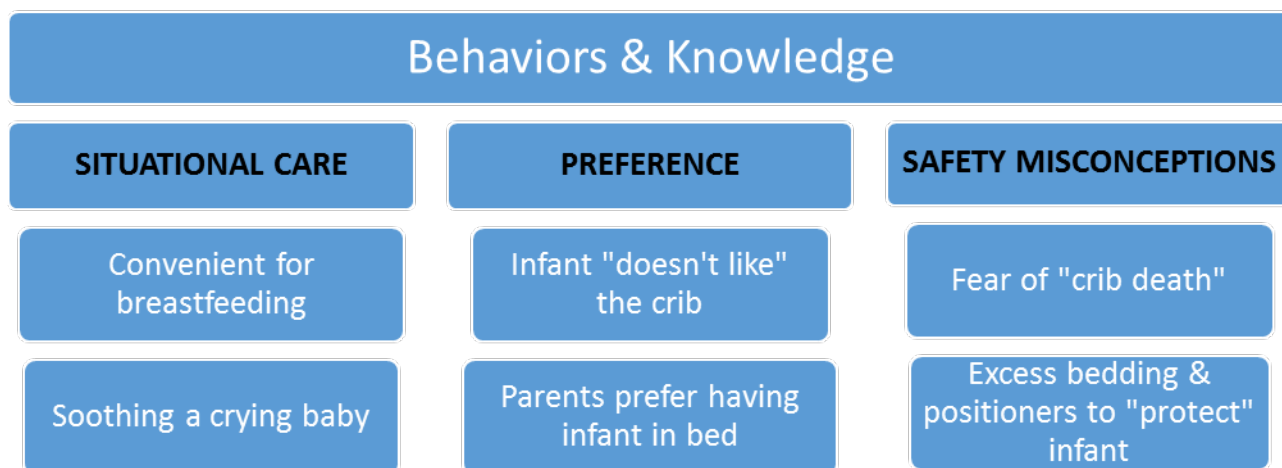 Behaviors & Knowledge
SITUATIONAL CARE
PREFERENCE
SAFETY MISCONCEPTIONS
Convenient for
breastfeeding
Infant "doesn't like"
the crib
Fear of "crib death"
Soothing a crying baby
Parents prefer having
infant in bed
Excess bedding &
positioners to "protect"
infant